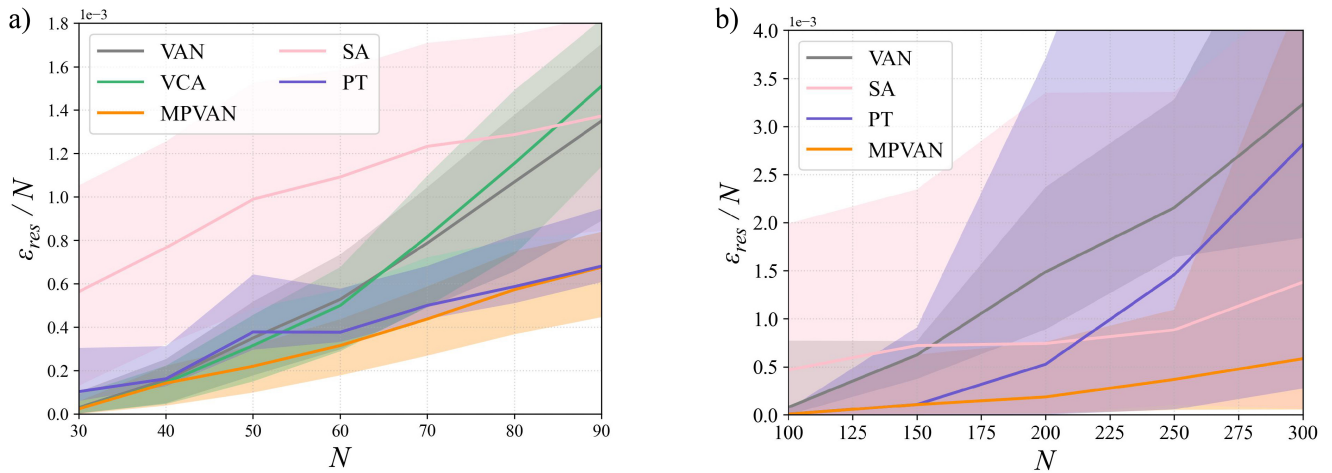 a)
1e−3
1.8
1.6
1.4
1.2
1.0
0.8
0.6
0.4
0.2
0.0
ε_res / N
VAN
VCA
MPVAN
SA
PT
30 40 50 60 70 80 90
N
b)
1e−3
4.0
3.5
3.0
2.5
2.0
1.5
1.0
0.5
0.0
ε_res / N
VAN
SA
PT
MPVAN
100 125 150 175 200 225 250 275 300
N